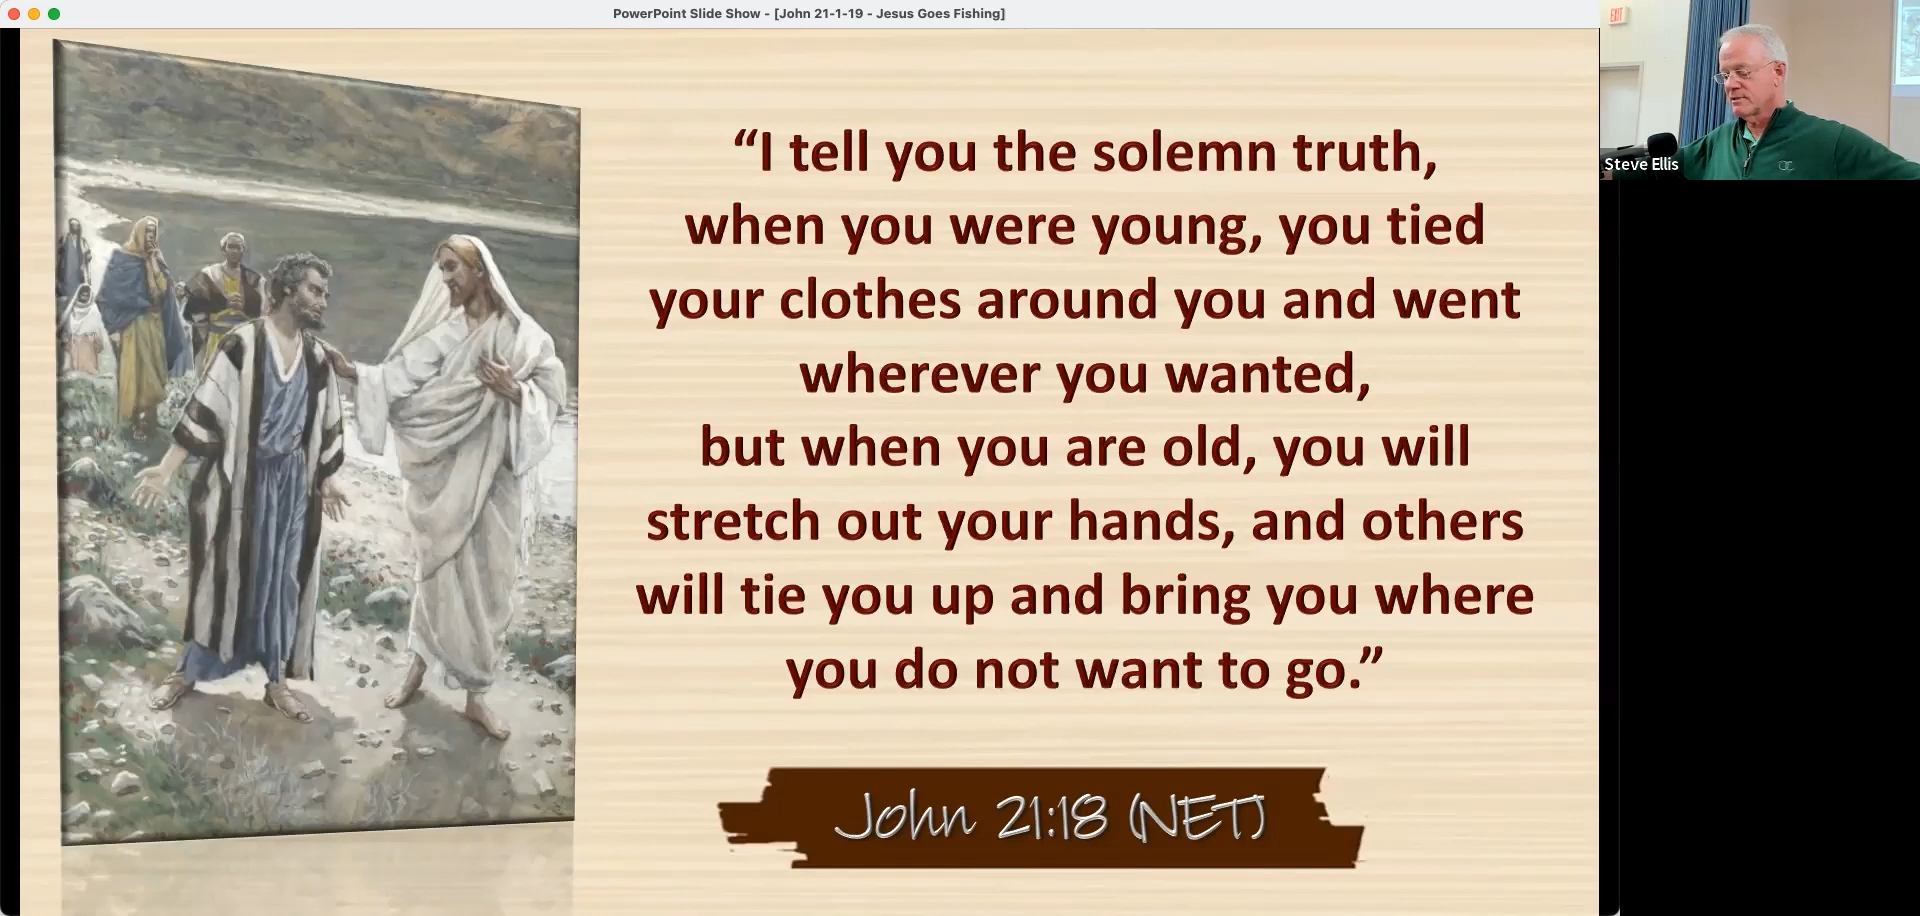 PowerPoint Slide Show - [John 21-1-19 - Jesus Goes Fishing]
EXIT
Steve Ellis
“I tell you the solemn truth,
when you were young, you tied
your clothes around you and went
wherever you wanted,
but when you are old, you will
stretch out your hands, and others
will tie you up and bring you where
you do not want to go.”
John 21:18 (NET)